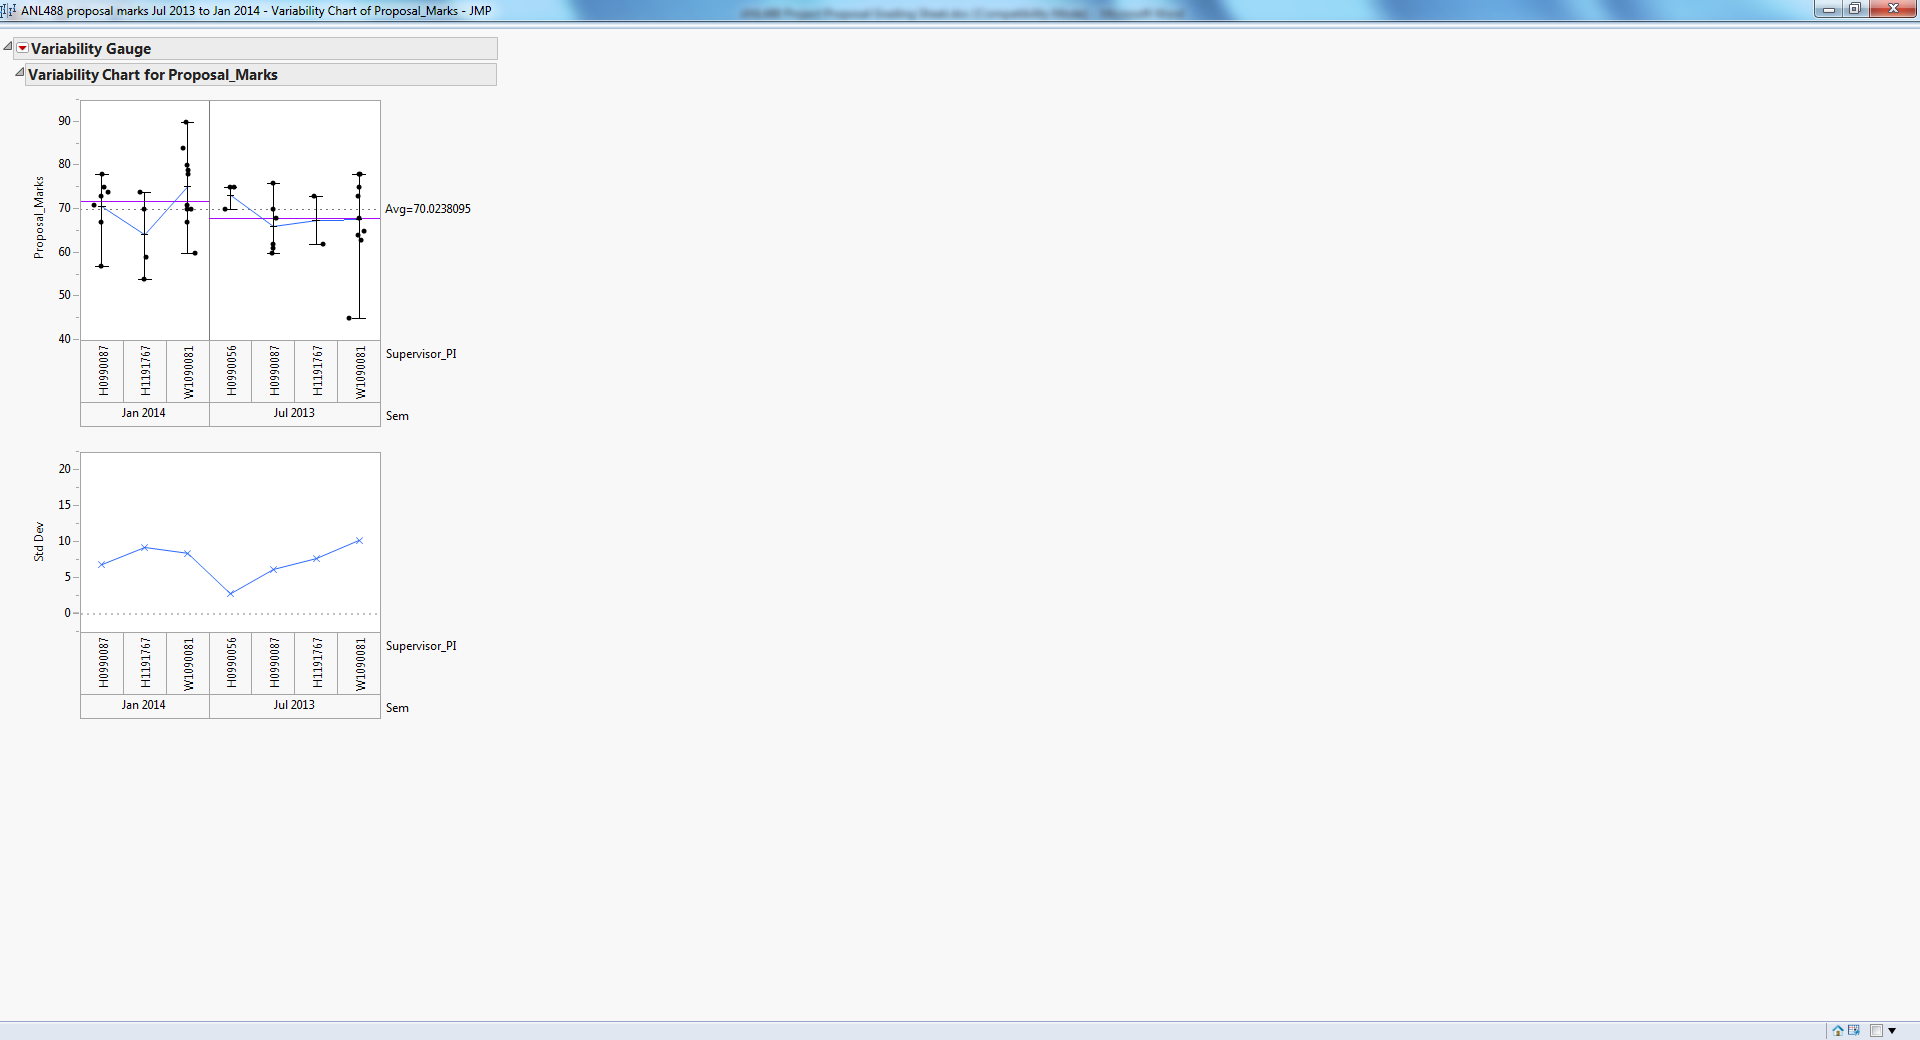 ANL488 proposal marks Jul 2013 to Jan 2014 - Variability Chart of Proposal_Marks - JMP
Variability Gauge
Variability Chart for Proposal_Marks
Proposal_Marks
90
80
70
60
50
40
Avg=70.0238095
H0990087 H1191767 W1090081 H0990056 H0990087 H1191767 W1090081 Supervisor_PI
Jan 2014 Jul 2013 Sem
Std Dev
20
15
10
5
0
H0990087 H1191767 W1090081 H0990056 H0990087 H1191767 W1090081 Supervisor_PI
Jan 2014 Jul 2013 Sem